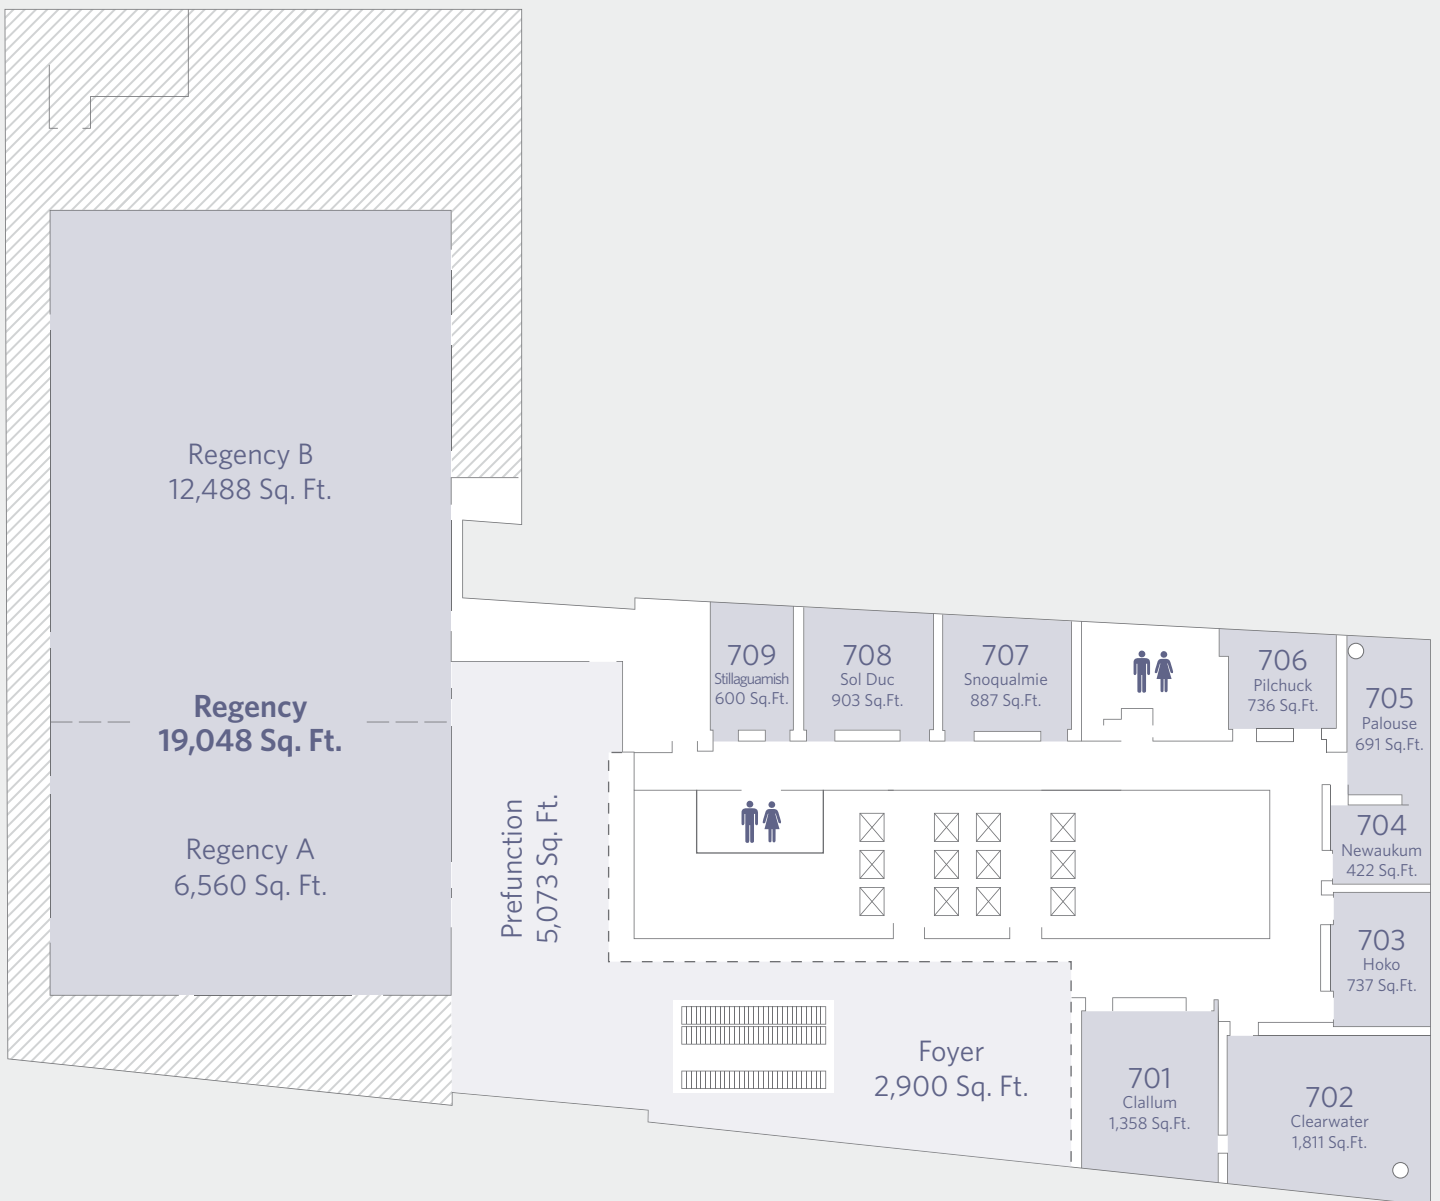 Regency B
12,488 Sq. Ft.
Regency
19,048 Sq. Ft.
Regency A
6,560 Sq. Ft.
Prefunction
5,073 Sq. Ft.
Foyer
2,900 Sq. Ft.
709
Stillaguamish
600 Sq.Ft.
708
Sol Duc
903 Sq.Ft.
707
Snoqualmie
887 Sq.Ft.
706
Pilchuck
736 Sq.Ft.
705
Palouse
691 Sq.Ft.
704
Newaukum
422 Sq.Ft.
703
Hoko
737 Sq.Ft.
701
Clallum
1,358 Sq.Ft.
702
Clearwater
1,811 Sq.Ft.